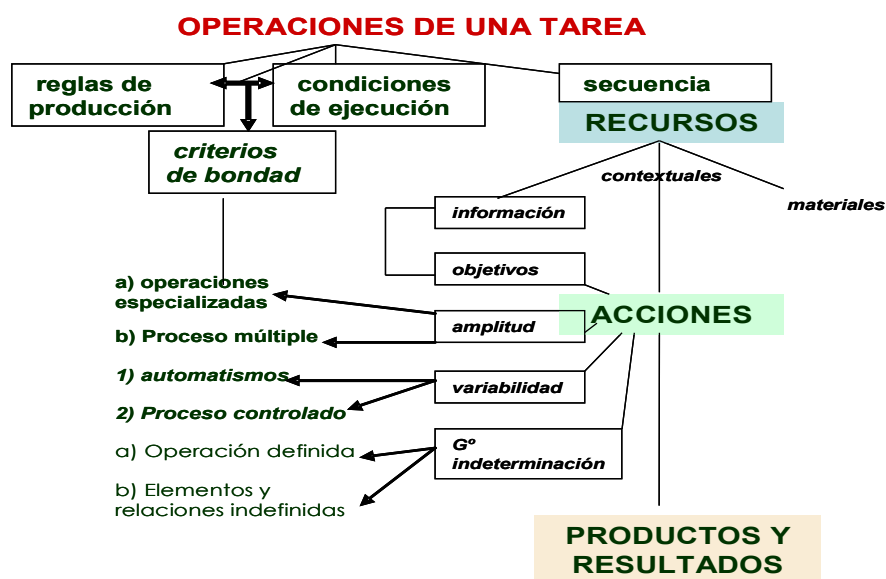 OPERACIONES DE UNA TAREA
reglas de
producción
condiciones
de ejecución
secuencia
RECURSOS
criterios
de bondad
contextuales
materiales
información
objetivos
a) operaciones
especializadas
amplitud
ACCIONES
b) Proceso múltiple
1) automatismos
variabilidad
2) Proceso controlado
a) Operación definida
Gº
indeterminación
b) Elementos y
relaciones indefinidas
PRODUCTOS Y
RESULTADOS